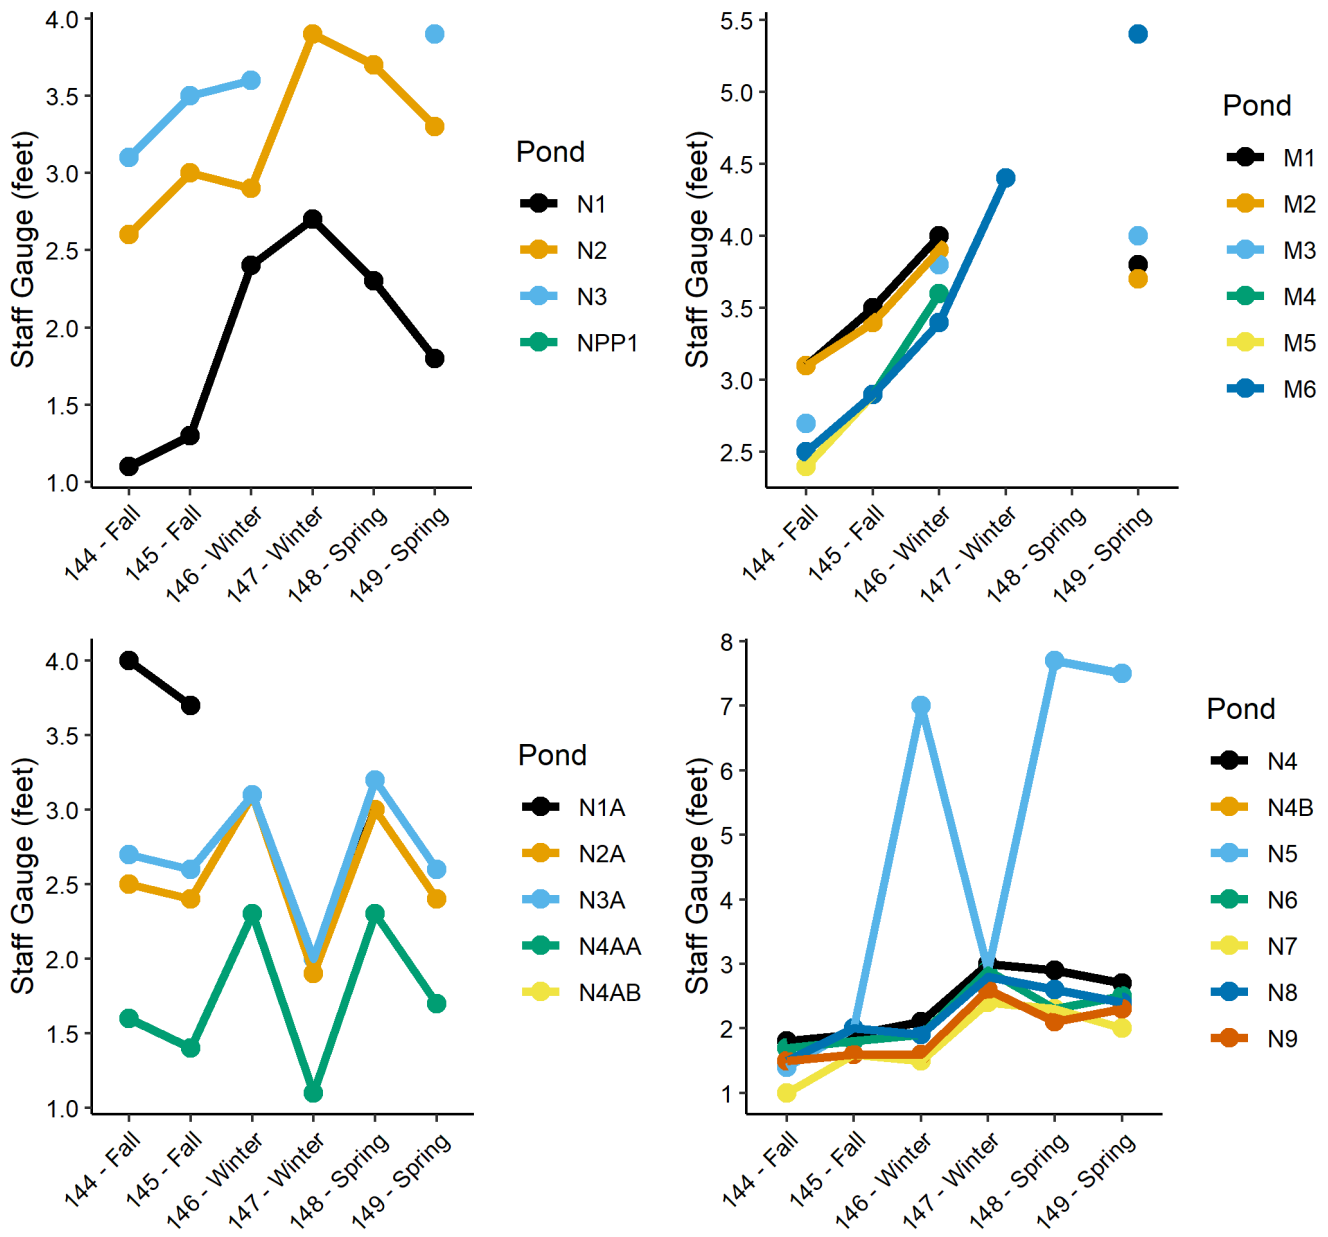 Staff Gauge (feet)
4.0
3.5
3.0
2.5
2.0
1.5
1.0
144 - Fall
145 - Fall
146 - Winter
147 - Winter
148 - Spring
149 - Spring
Pond
N1
N2
N3
NPP1
Staff Gauge (feet)
5.5
5.0
4.5
4.0
3.5
3.0
2.5
144 - Fall
145 - Fall
146 - Winter
147 - Winter
148 - Spring
149 - Spring
Pond
M1
M2
M3
M4
M5
M6
Staff Gauge (feet)
4.0
3.5
3.0
2.5
2.0
1.5
1.0
144 - Fall
145 - Fall
146 - Winter
147 - Winter
148 - Spring
149 - Spring
Pond
N1A
N2A
N3A
N4AA
N4AB
Staff Gauge (feet)
8
7
6
5
4
3
2
1
144 - Fall
145 - Fall
146 - Winter
147 - Winter
148 - Spring
149 - Spring
Pond
N4
N4B
N5
N6
N7
N8
N9